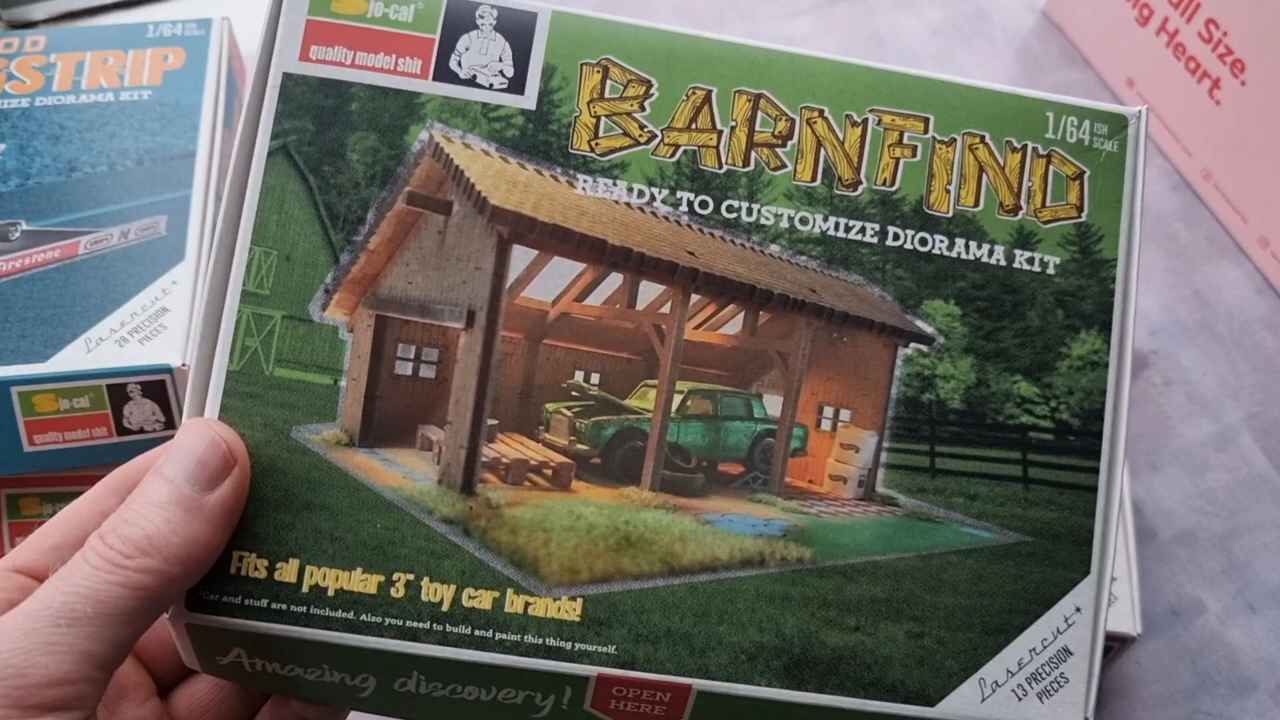 Jo-cal
quality model shit
BARNFIND
1/64 ISH
SCALE
READY TO CUSTOMIZE DIORAMA KIT
Fits all popular 3" toy car brands!
*Car and stuff are not included. Also you need to build and paint this thing yourself.
Lasercut*
13 PRECISION
PIECES
Amazing discovery!
OPEN
HERE
1/64 ISH
SCALE
STRIP
DIORAMA KIT
Firestone
Lasercut*
28 PRECISION
PIECES
Jo-cal
quality model shit
Size.
Heart.